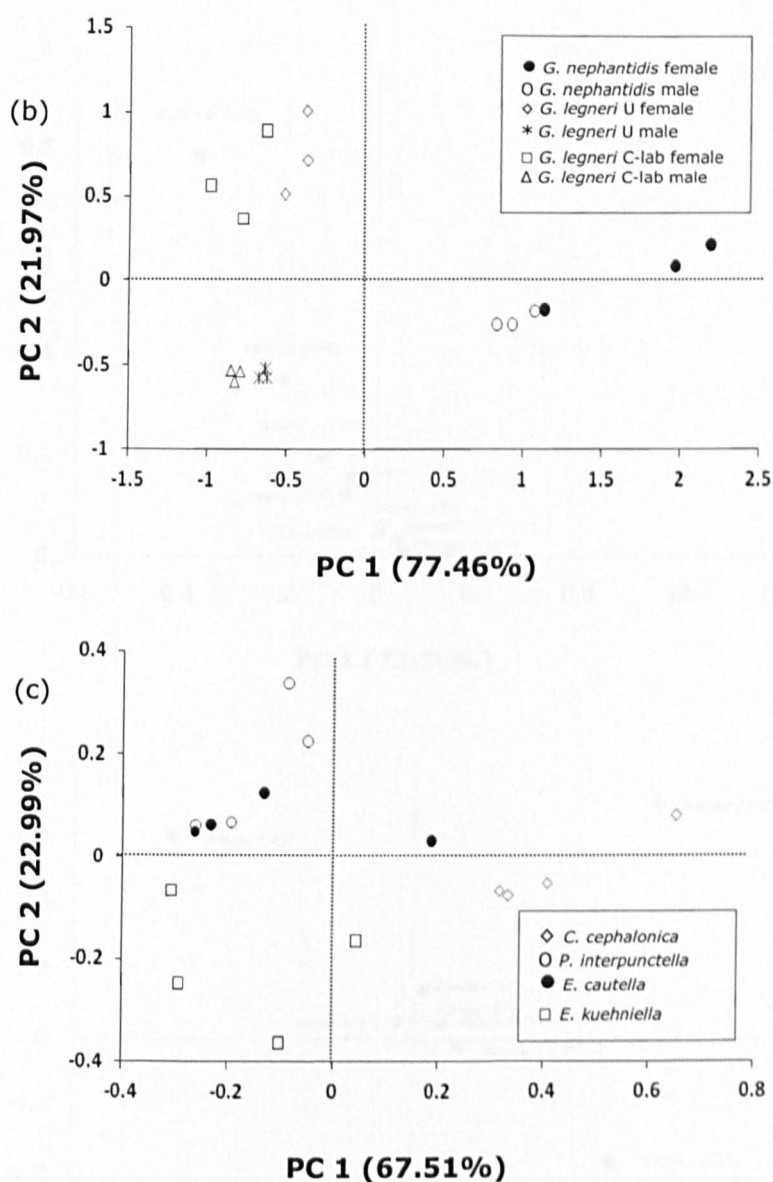 (b)
PC 2 (21.97%)
1.5
1
0.5
0
-0.5
-1
-1.5
-1
-0.5
0
0.5
1
1.5
2
2.5
PC 1 (77.46%)
G. nephantidis female
G. nephantidis male
G. legneri U female
G. legneri U male
G. legneri C-lab female
G. legneri C-lab male
(c)
PC 2 (22.99%)
0.4
0.2
0
-0.2
-0.4
-0.4
-0.2
0
0.2
0.4
0.6
0.8
PC 1 (67.51%)
C. cephalonica
P. interpunctella
E. cautella
E. kuehniella